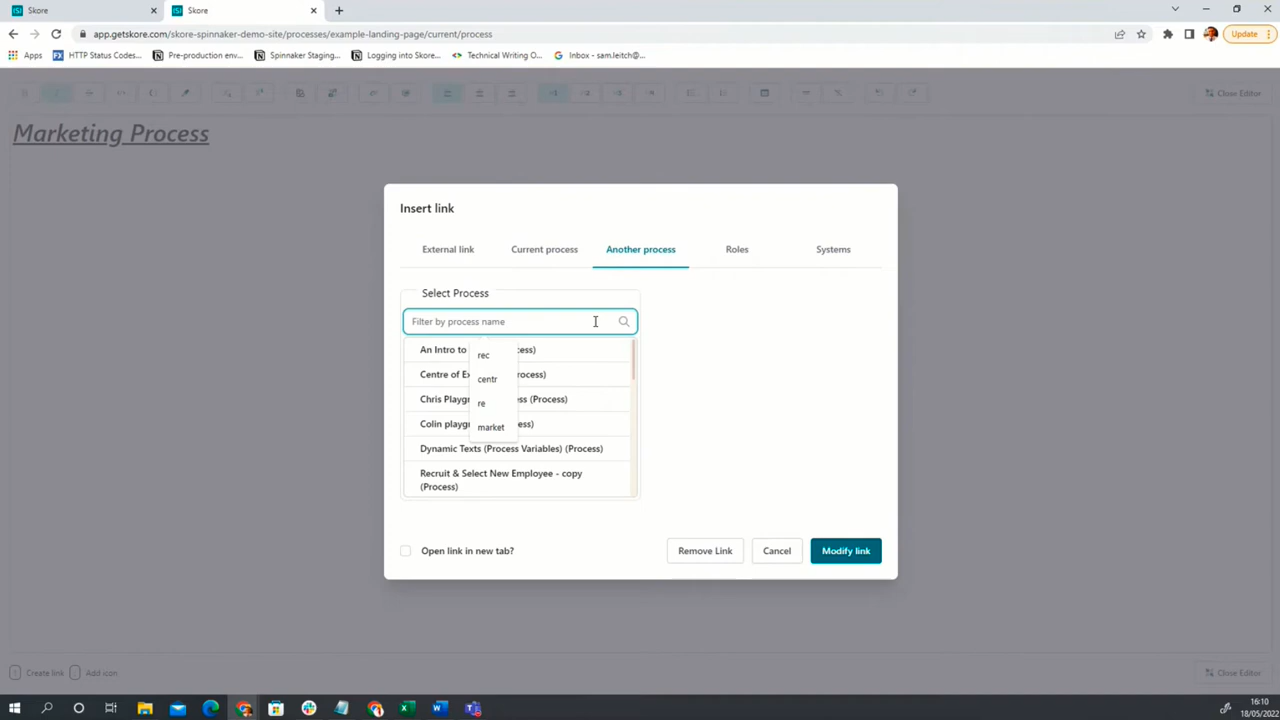 Skore
Skore
app.getskore.com/skore-spinnaker-demo-site/processes/example-landing-page/current/process
Update
Apps
HTTP Status Codes...
Pre-production env...
Spinnaker Staging...
Logging into Skore...
Technical Writing O...
Inbox - sam.leitch@...
Close Editor
Marketing Process
Insert link
External link
Current process
Another process
Roles
Systems
Select Process
Filter by process name
An Intro to
rec
centr
re
market
Centre of Ex
Chris Playgr
ss (Process)
Colin playgr
Dynamic Texts (Process Variables) (Process)
Recruit & Select New Employee - copy
(Process)
Open link in new tab?
Remove Link
Cancel
Modify link
Create link
Add icon
Close Editor
16:10
18/05/2022